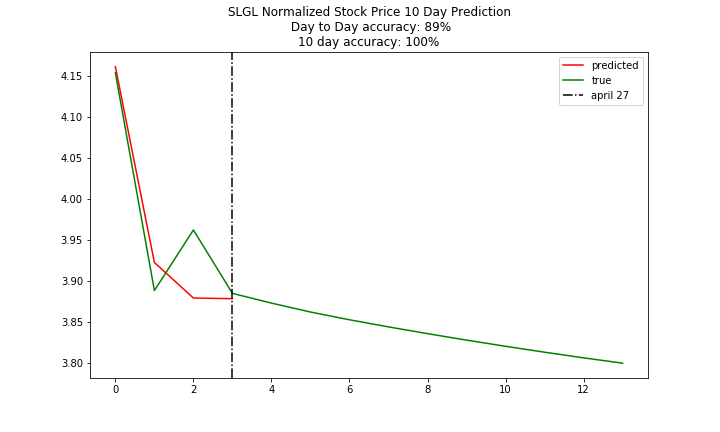 SLGL Normalized Stock Price 10 Day Prediction
Day to Day accuracy: 89%
10 day accuracy: 100%
predicted
true
april 27
4.15
4.10
4.05
4.00
3.95
3.90
3.85
3.80
0 2 4 6 8 10 12